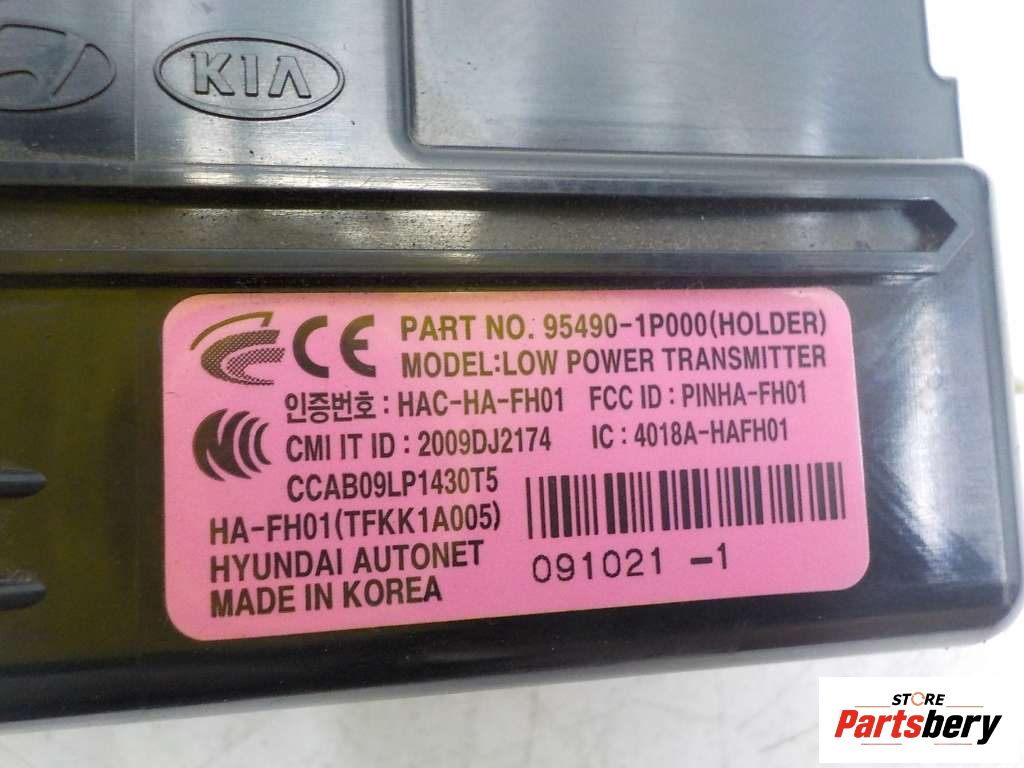 KIA
CE
PART NO. 95490-1P000(HOLDER)
MODEL:LOW POWER TRANSMITTER
인증번호 : HAC-HA-FH01 FCC ID : PINHA-FH01
CMI IT ID : 2009DJ2174 IC : 4018A-HAFH01
CCAB09LP1430T5
HA-FH01(TFKK1A005)
HYUNDAI AUTONET
MADE IN KOREA
091021 -1
STORE
Partsbery